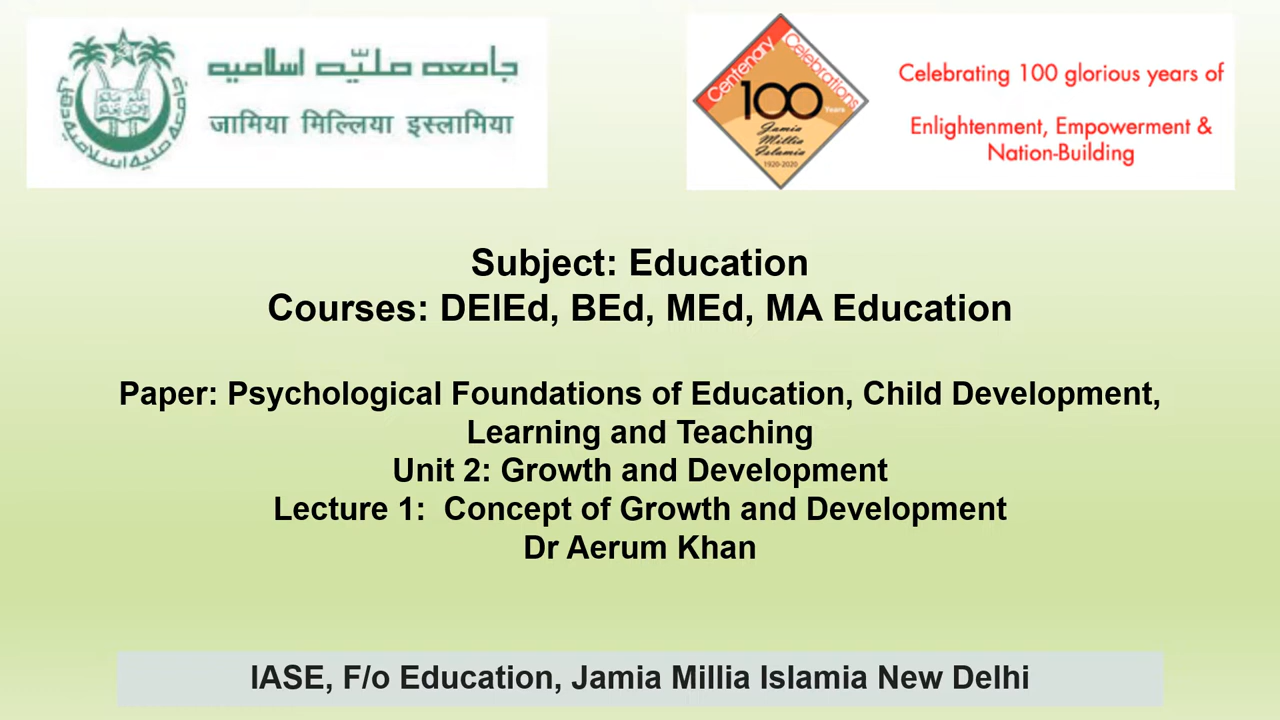 جامعہ ملیّہ اسلامیہ
जामिया मिल्लिया इस्लामिया
Centenary Celebrations
100 Years
Jamia
Millia
Islamia
1920-2020
Celebrating 100 glorious years of
Enlightenment, Empowerment &
Nation-Building
Subject: Education
Courses: DElEd, BEd, MEd, MA Education
Paper: Psychological Foundations of Education, Child Development,
Learning and Teaching
Unit 2: Growth and Development
Lecture 1: Concept of Growth and Development
Dr Aerum Khan
IASE, F/o Education, Jamia Millia Islamia New Delhi